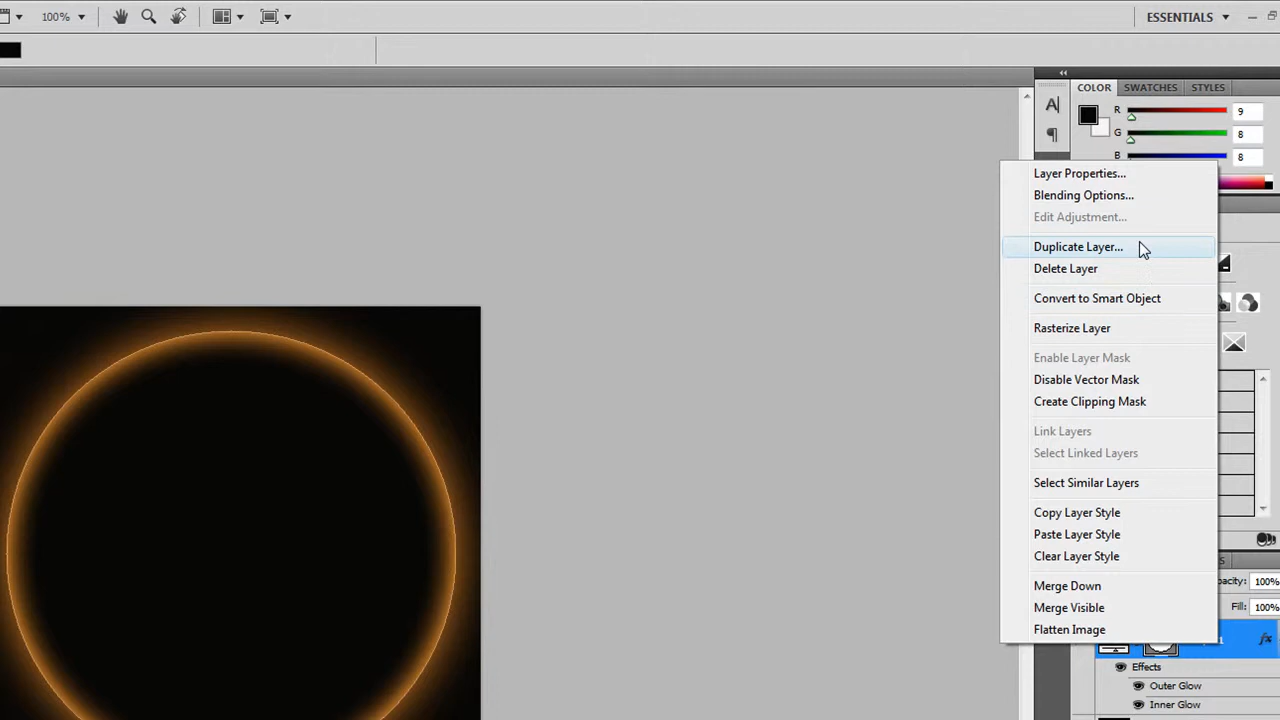 100%
ESSENTIALS
COLOR SWATCHES STYLES
R 9
G 8
B 8
Layer Properties...
Blending Options...
Edit Adjustment...
Duplicate Layer...
Delete Layer
Convert to Smart Object
Rasterize Layer
Enable Layer Mask
Disable Vector Mask
Create Clipping Mask
Link Layers
Select Linked Layers
Select Similar Layers
Copy Layer Style
Paste Layer Style
Clear Layer Style
Merge Down
Merge Visible
Flatten Image
100%
Fill: 100%
fx
Effects
Outer Glow
Inner Glow